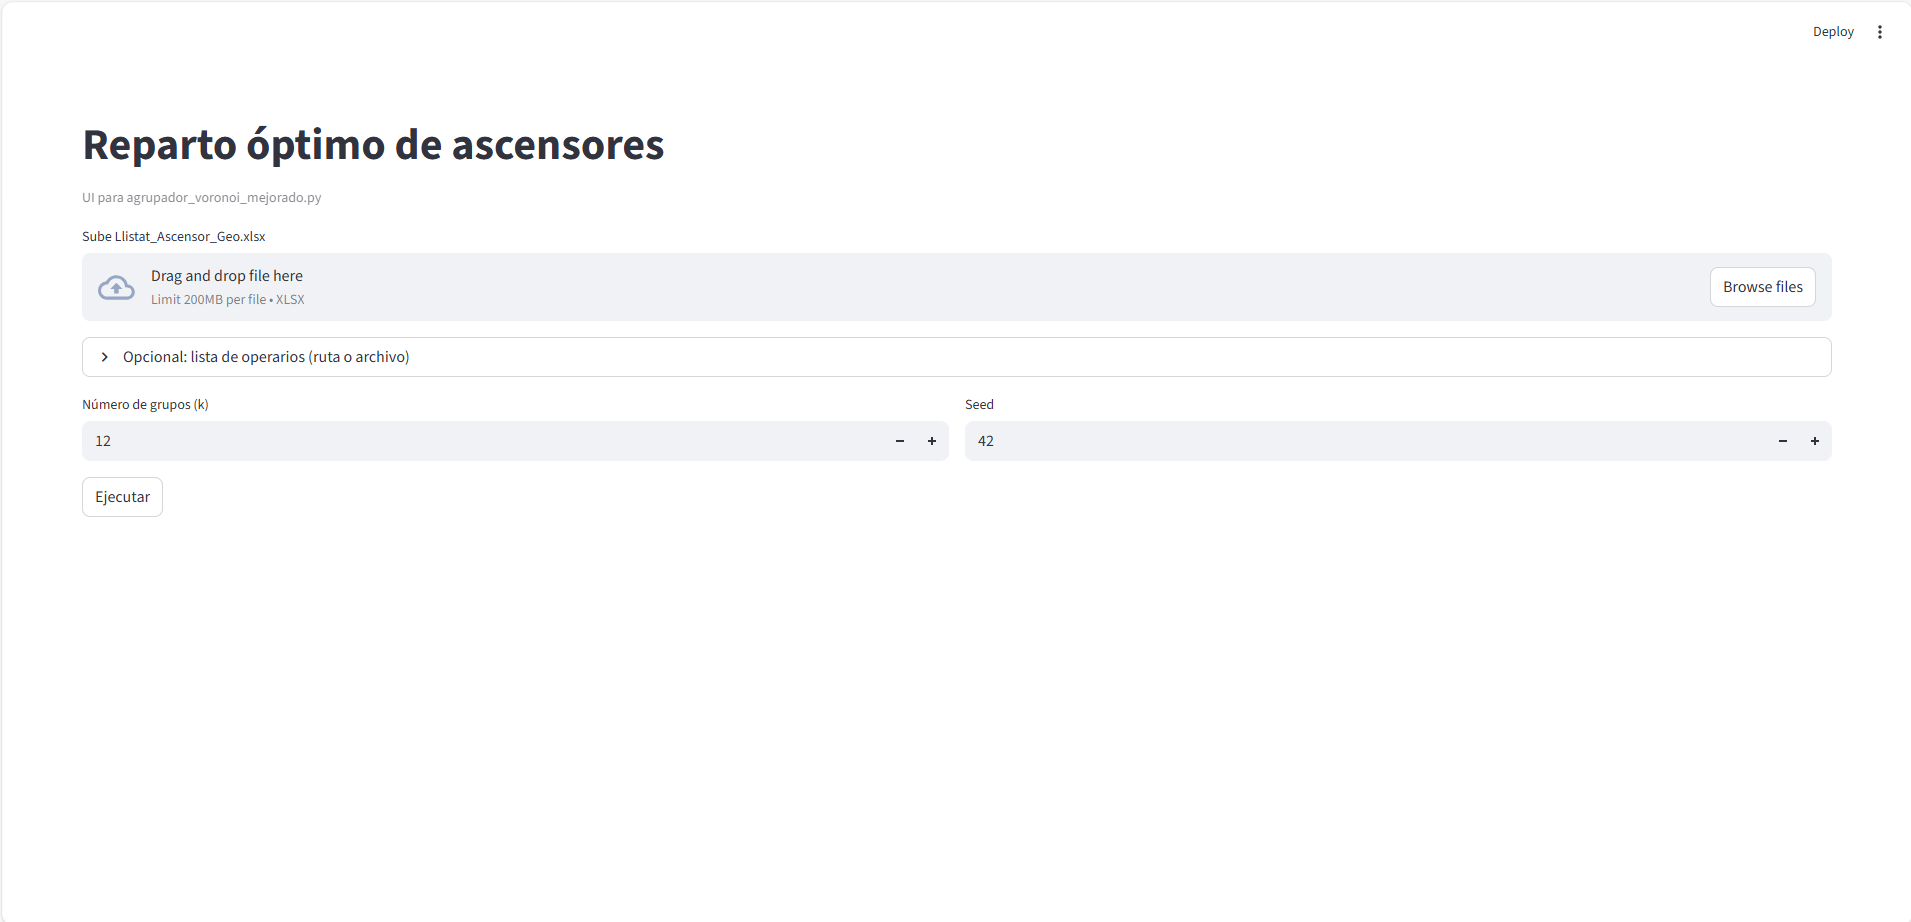 Deploy
Reparto óptimo de ascensores
UI para agrupador_voronoi_mejorado.py
Sube Llistat_Ascensor_Geo.xlsx
Drag and drop file here
Limit 200MB per file • XLSX
Browse files
Opcional: lista de operarios (ruta o archivo)
Número de grupos (k)
12
Seed
42
Ejecutar